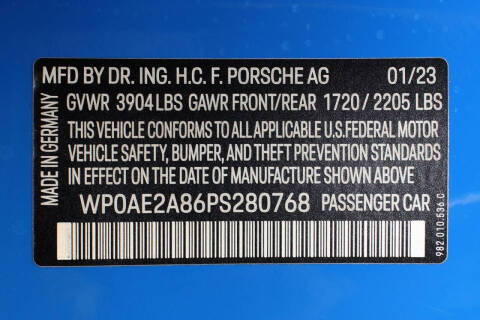 MFD BY DR. ING. H.C. F. PORSCHE AG 01/23
GVWR 3904LBS GAWR FRONT/REAR 1720 / 2205 LBS
THIS VEHICLE CONFORMS TO ALL APPLICABLE U.S.FEDERAL MOTOR
VEHICLE SAFETY, BUMPER, AND THEFT PREVENTION STANDARDS
IN EFFECT ON THE DATE OF MANUFACTURE SHOWN ABOVE
WP0AE2A86PS280768 PASSENGER CAR
MADE IN GERMANY
982.010.536.C